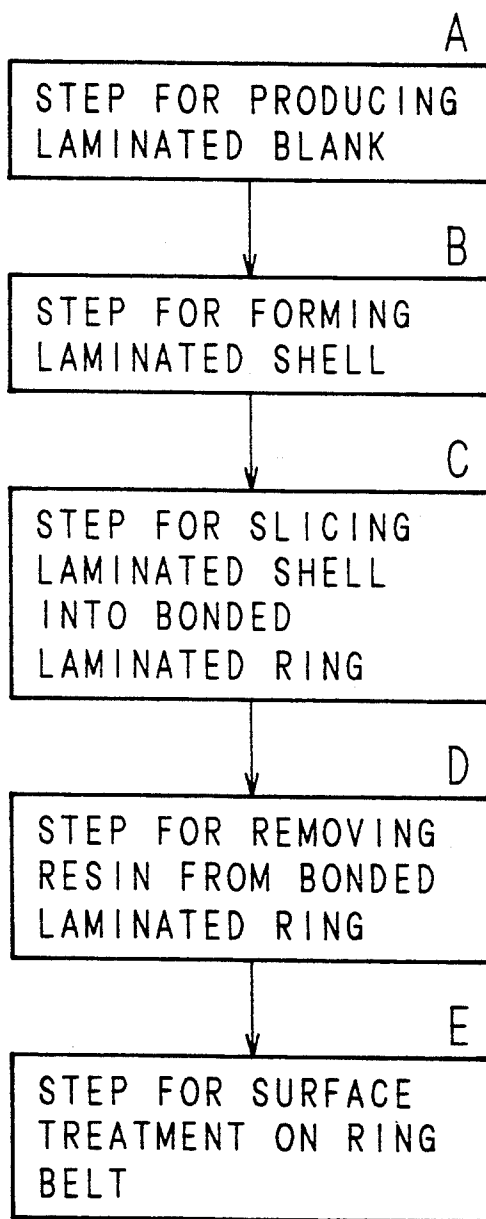 A
STEP FOR PRODUCING
LAMINATED BLANK
B
STEP FOR FORMING
LAMINATED SHELL
C
STEP FOR SLICING
LAMINATED SHELL
INTO BONDED
LAMINATED RING
D
STEP FOR REMOVING
RESIN FROM BONDED
LAMINATED RING
E
STEP FOR SURFACE
TREATMENT ON RING
BELT